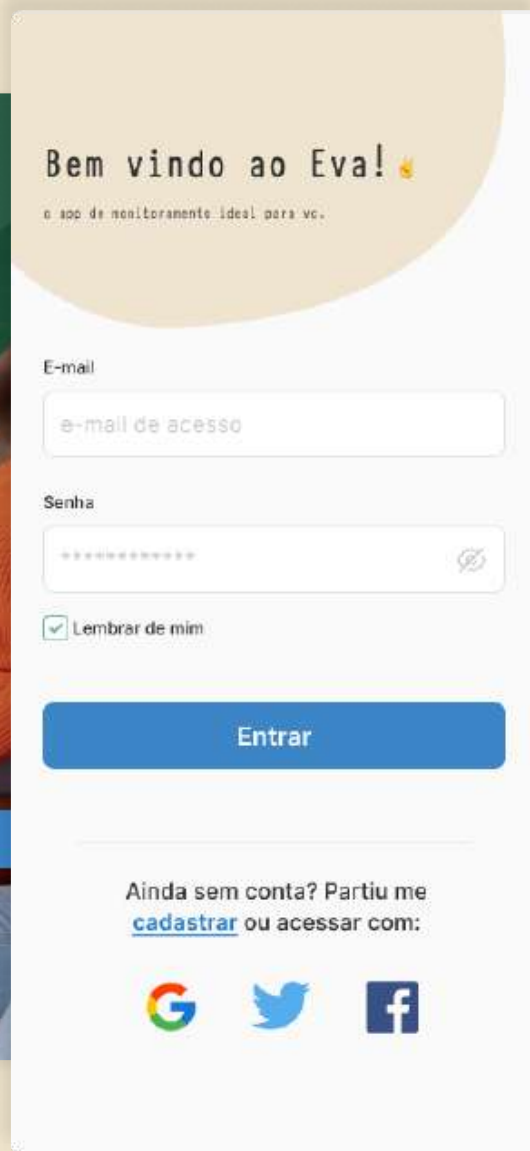 Bem vindo ao Eva!✌️
o app de monitoramento ideal para vc.
E-mail
e-mail de acesso
Senha
************
Lembrar de mim
Entrar
Ainda sem conta? Partiu me
cadastrar ou acessar com: